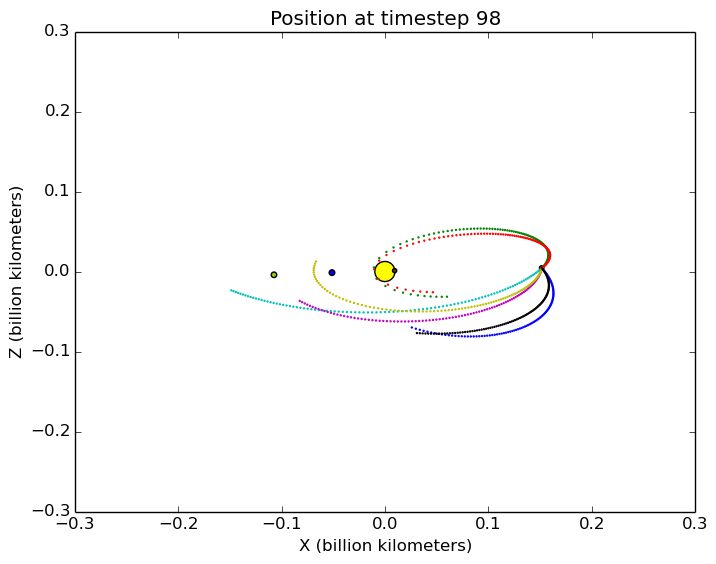 Position at timestep 98
Z (billion kilometers)
0.3
0.2
0.1
0.0
−0.1
−0.2
−0.3
−0.3 −0.2 −0.1 0.0 0.1 0.2 0.3
X (billion kilometers)